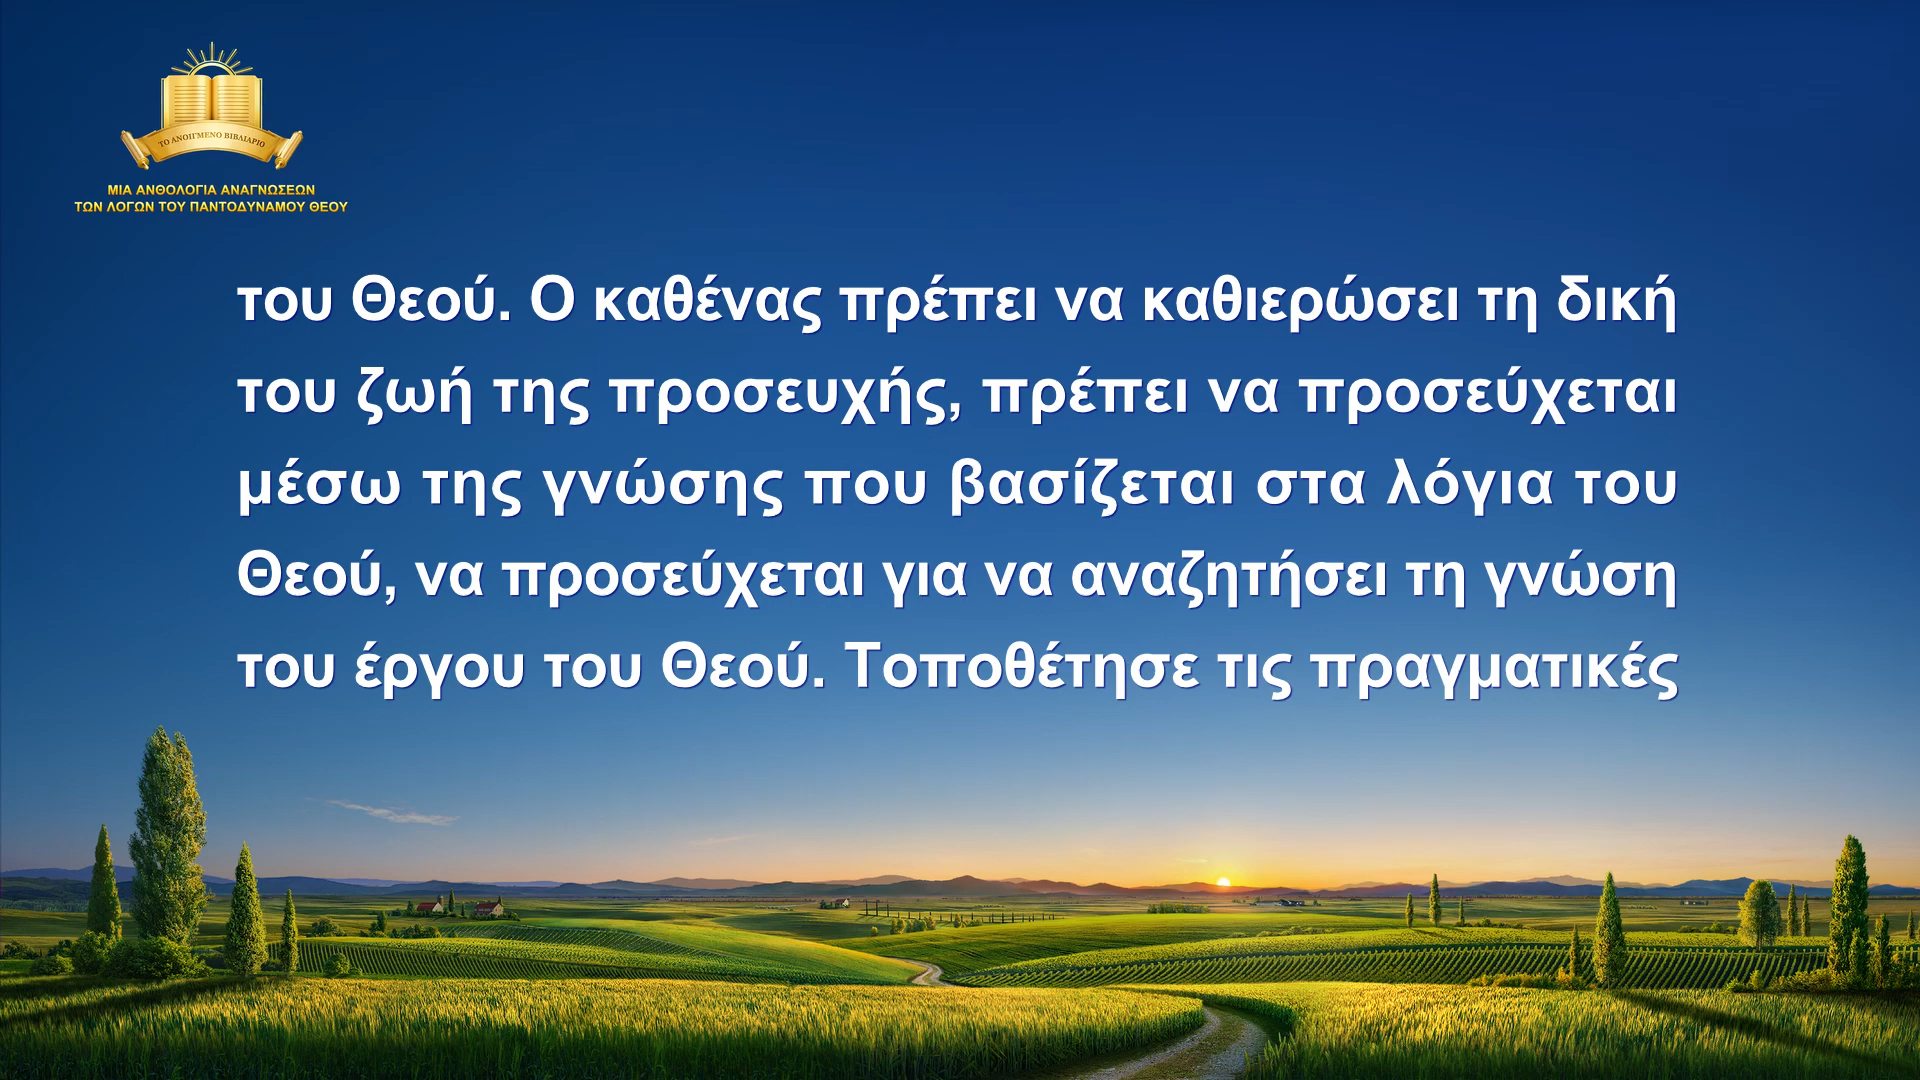 ΤΟ ΑΝΟΙΓΜΕΝΟ ΒΙΒΛΙΑΡΙΟ
ΜΙΑ ΑΝΘΟΛΟΓΙΑ ΑΝΑΓΝΩΣΕΩΝ
ΤΩΝ ΛΟΓΩΝ ΤΟΥ ΠΑΝΤΟΔΥΝΑΜΟΥ ΘΕΟΥ
του Θεού. Ο καθένας πρέπει να καθιερώσει τη δική
του ζωή της προσευχής, πρέπει να προσεύχεται
μέσω της γνώσης που βασίζεται στα λόγια του
Θεού, να προσεύχεται για να αναζητήσει τη γνώση
του έργου του Θεού. Τοποθέτησε τις πραγματικές